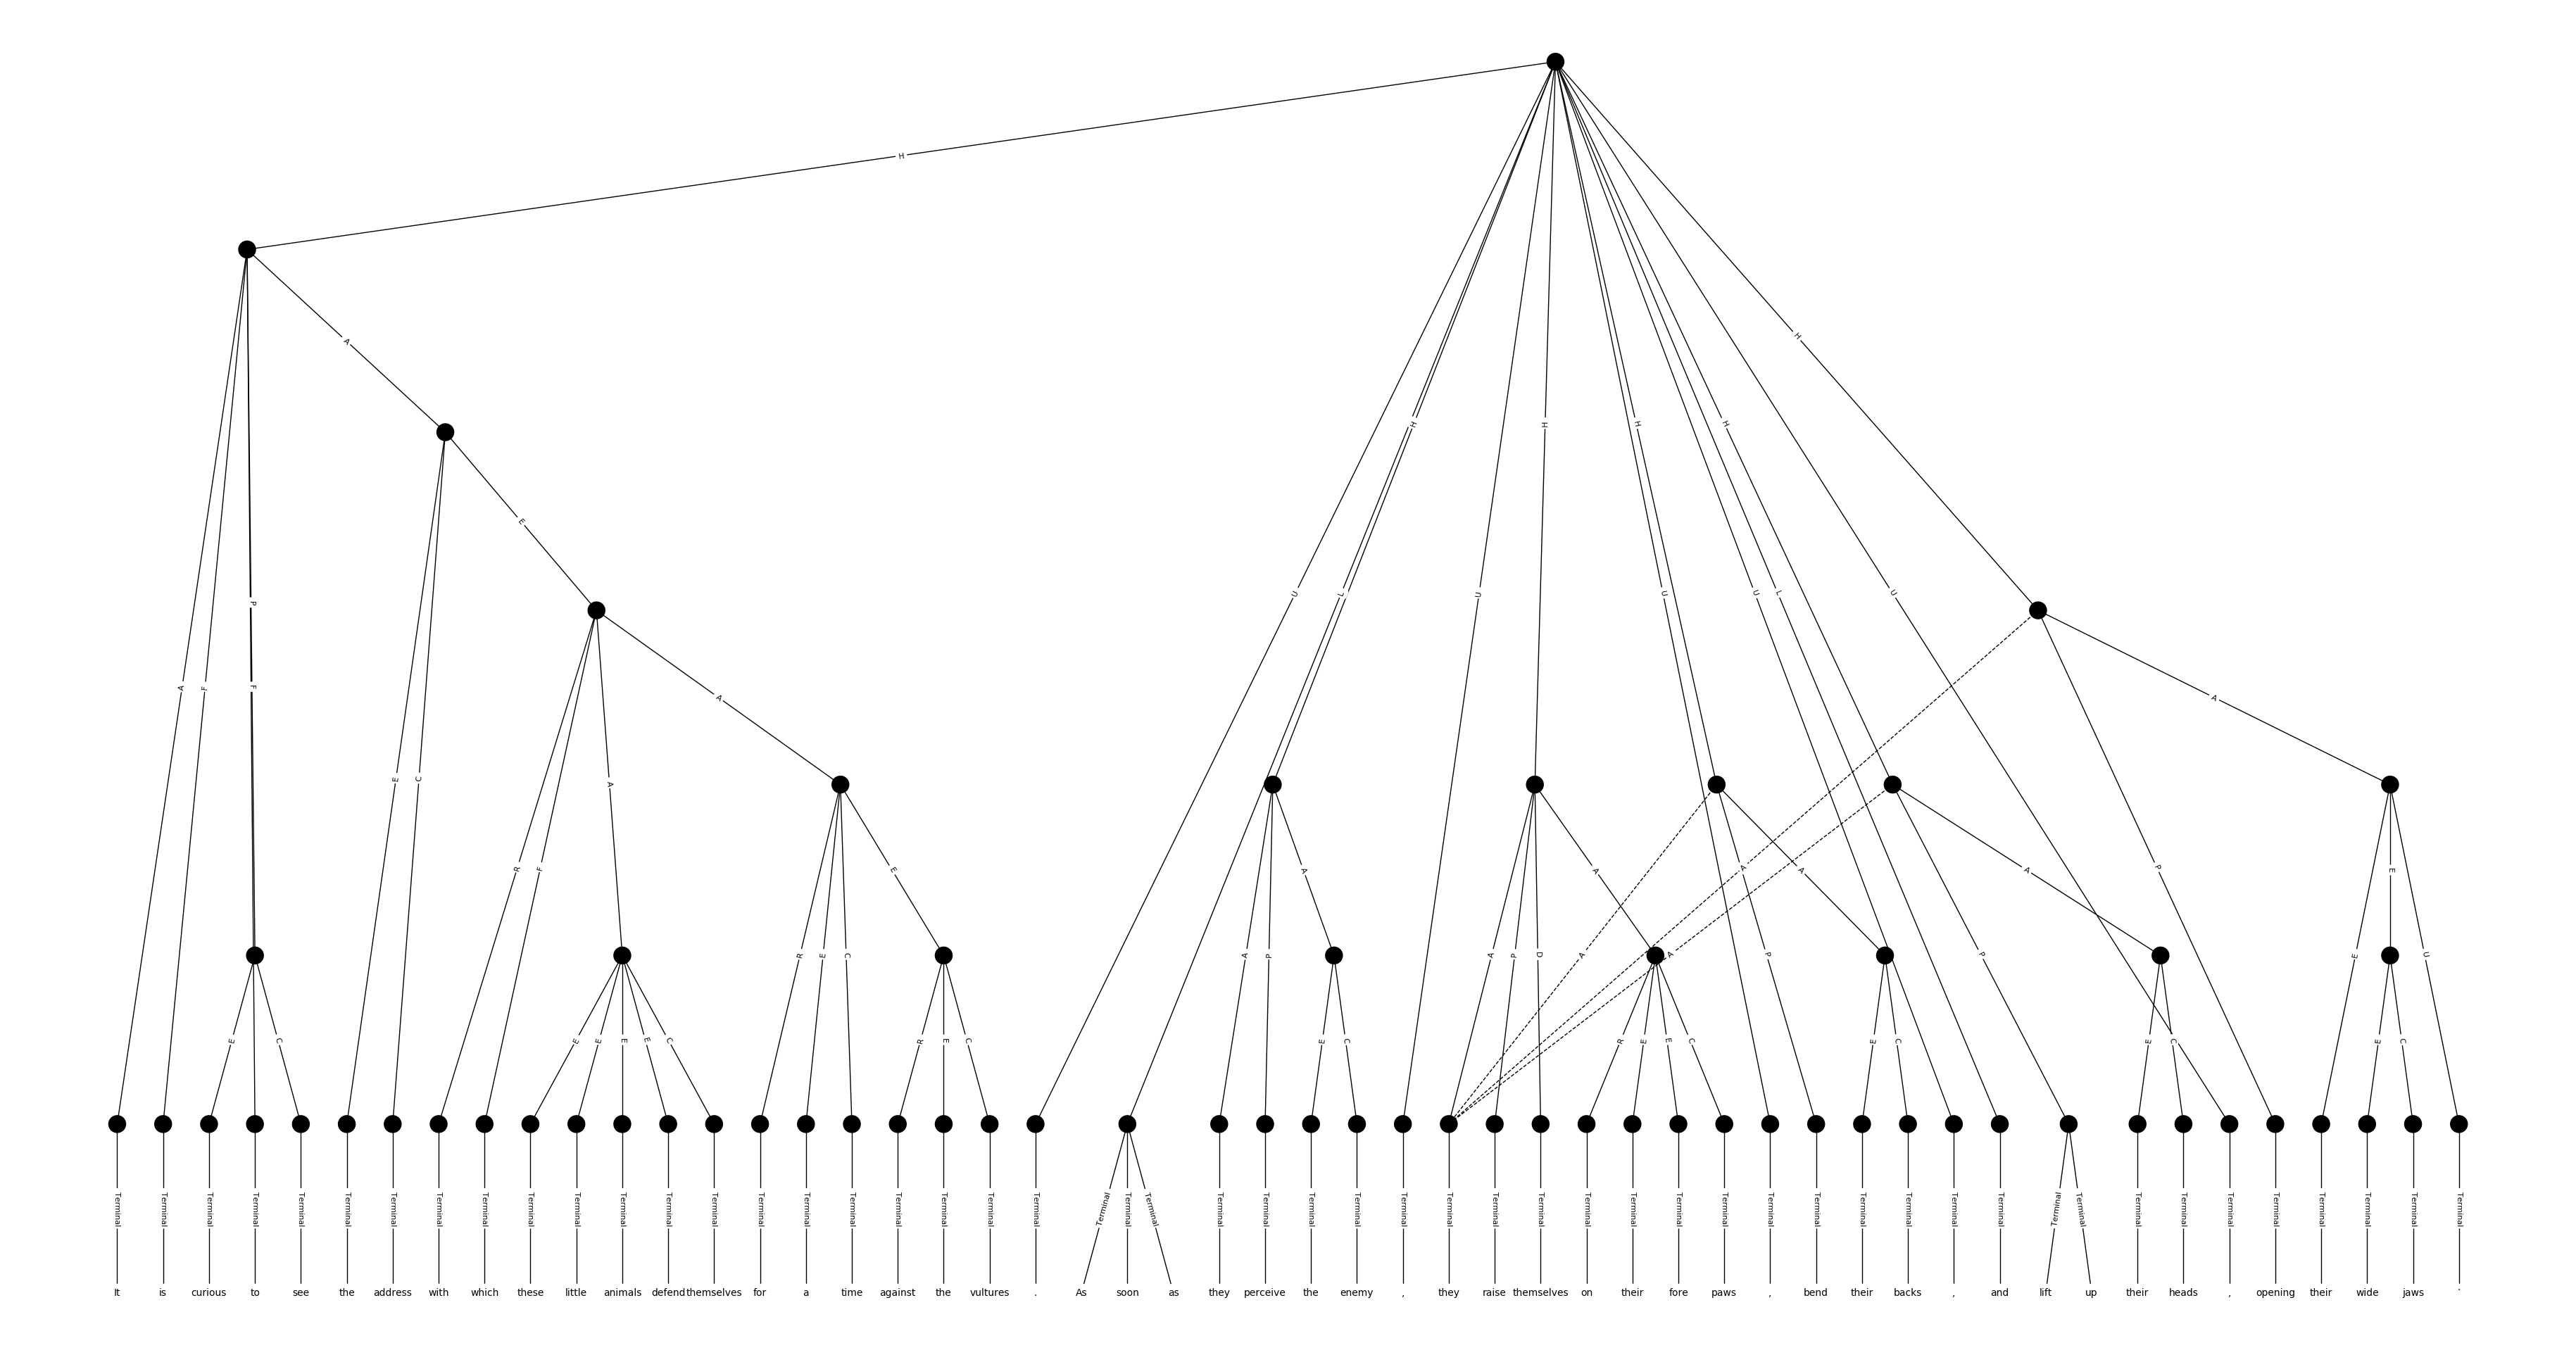 H
A
H H H H H
E
U L U U U L U
P
A F F A A
E C A
R F A E A A A A P E
R E C A P A P D A P A P E U
E C E E E E C R E C E C R E E C E C E C E C
Terminal Terminal Terminal Terminal Terminal Terminal Terminal Terminal Terminal Terminal Terminal Terminal Terminal Terminal Terminal Terminal Terminal Terminal Terminal Terminal Terminal Terminal Terminal Terminal Terminal Terminal Terminal Terminal Terminal Terminal Terminal Terminal Terminal Terminal Terminal Terminal Terminal Terminal Terminal Terminal Terminal Terminal Terminal Terminal Terminal Terminal Terminal Terminal Terminal Terminal Terminal Terminal
It is curious to see the address with which these little animals defend themselves for a time against the vultures . As soon as they perceive the enemy , they raise themselves on their fore paws , bend their backs , and lift up their heads , opening their wide jaws .